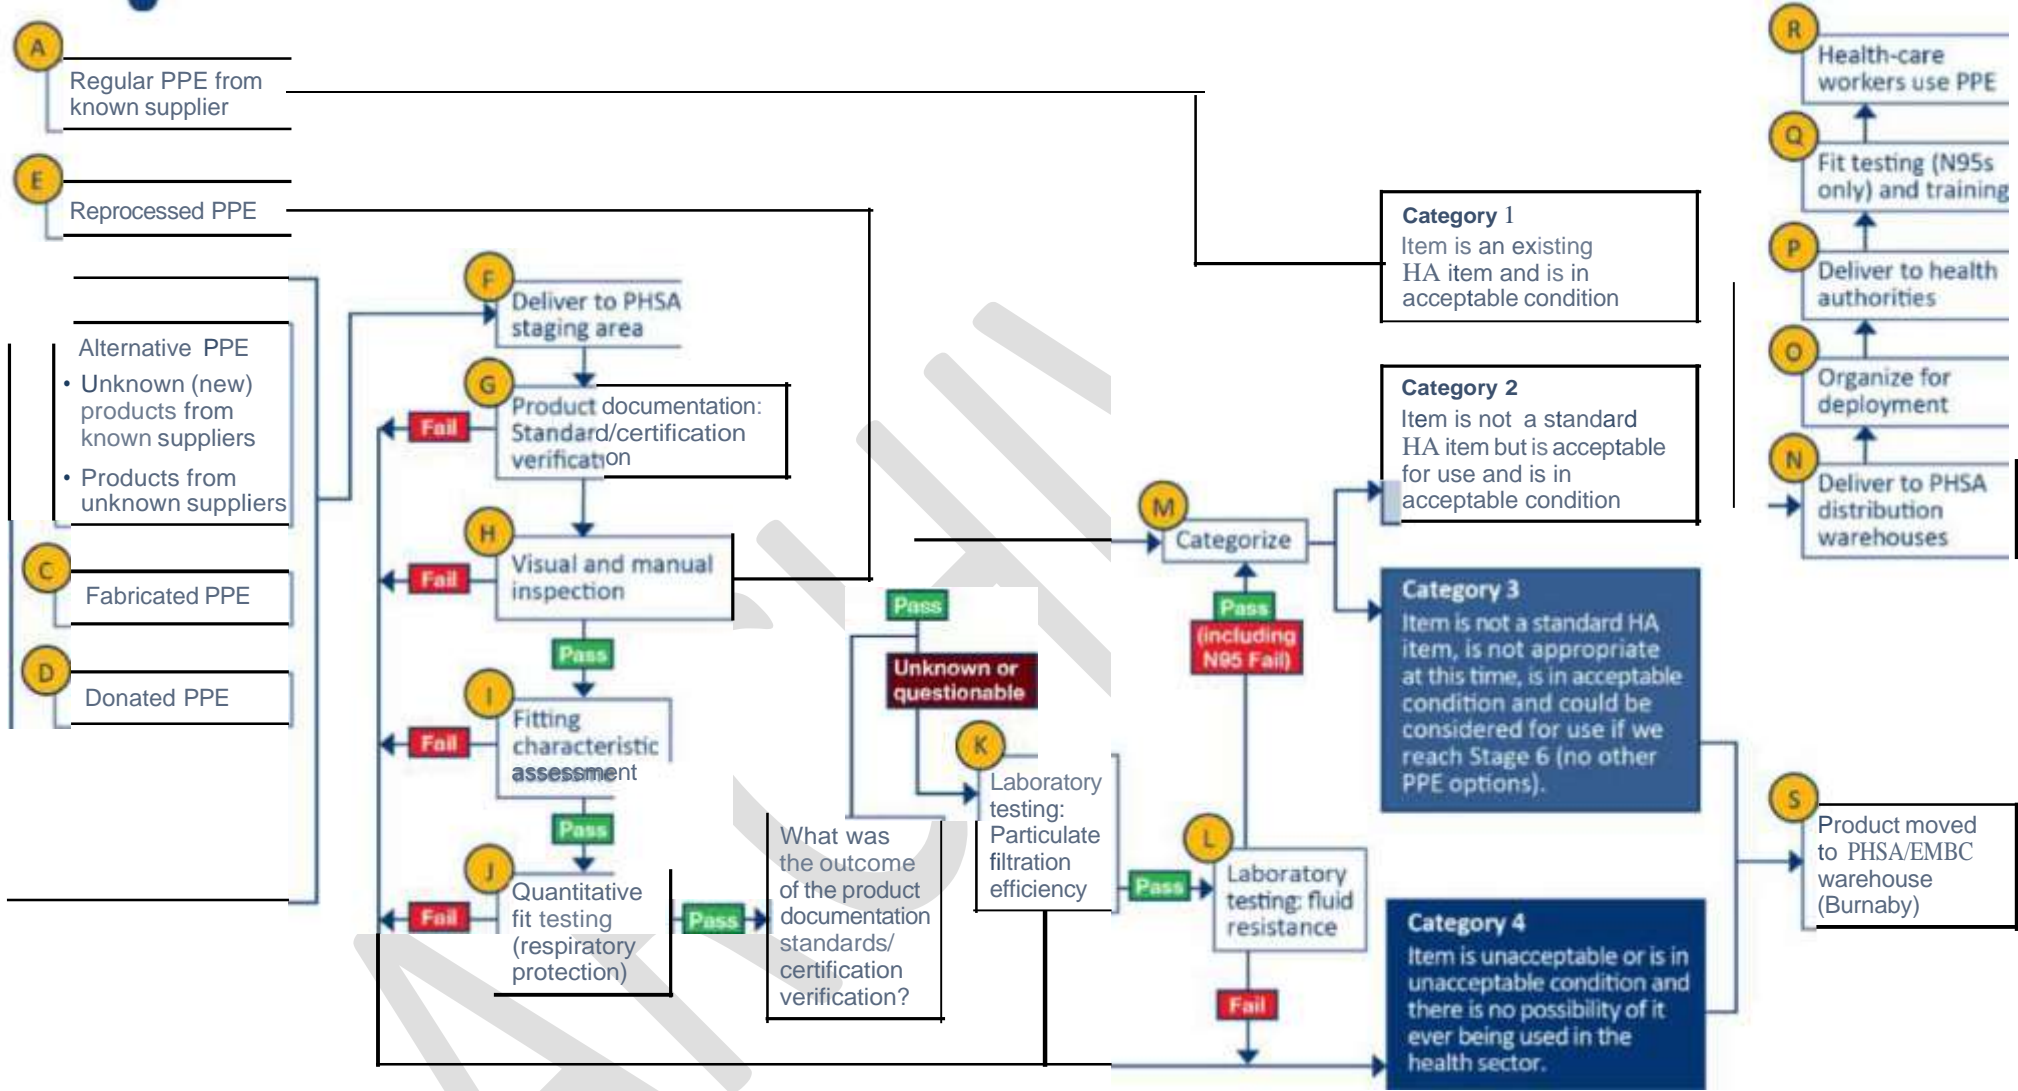 A
Regular PPE from
known supplier
E
Reprocessed PPE
Alternative PPE
• Unknown (new)
products from
known suppliers
• Products from
unknown suppliers
C
Fabricated PPE
D
Donated PPE
F
Deliver to PHSA
staging area
G
Product documentation:
Standard/certification
verification
Fail
H
Visual and manual
inspection
Fail
Pass
I
Fitting
characteristic
assessment
Fail
Pass
J
Quantitative
fit testing
(respiratory
protection)
Fail
Pass
What was
the outcome
of the product
documentation
standards/
certification
verification?
Pass
Unknown or
questionable
K
Laboratory
testing:
Particulate
filtration
efficiency
Pass
L
Laboratory
testing: fluid
resistance
Fail
Pass
(including
N95 Fail)
M
Categorize
Category 1
Item is an existing
HA item and is in
acceptable condition
Category 2
Item is not a standard
HA item but is acceptable
for use and is in
acceptable condition
Category 3
Item is not a standard HA
item, is not appropriate
at this time, is in acceptable
condition and could be
considered for use if we
reach Stage 6 (no other
PPE options).
Category 4
Item is unacceptable or is in
unacceptable condition and
there is no possibility of it
ever being used in the
health sector.
R
Health-care
workers use PPE
Q
Fit testing (N95s
only) and training
P
Deliver to health
authorities
O
Organize for
deployment
N
Deliver to PHSA
distribution
warehouses
S
Product moved
to PHSA/EMBC
warehouse
(Burnaby)